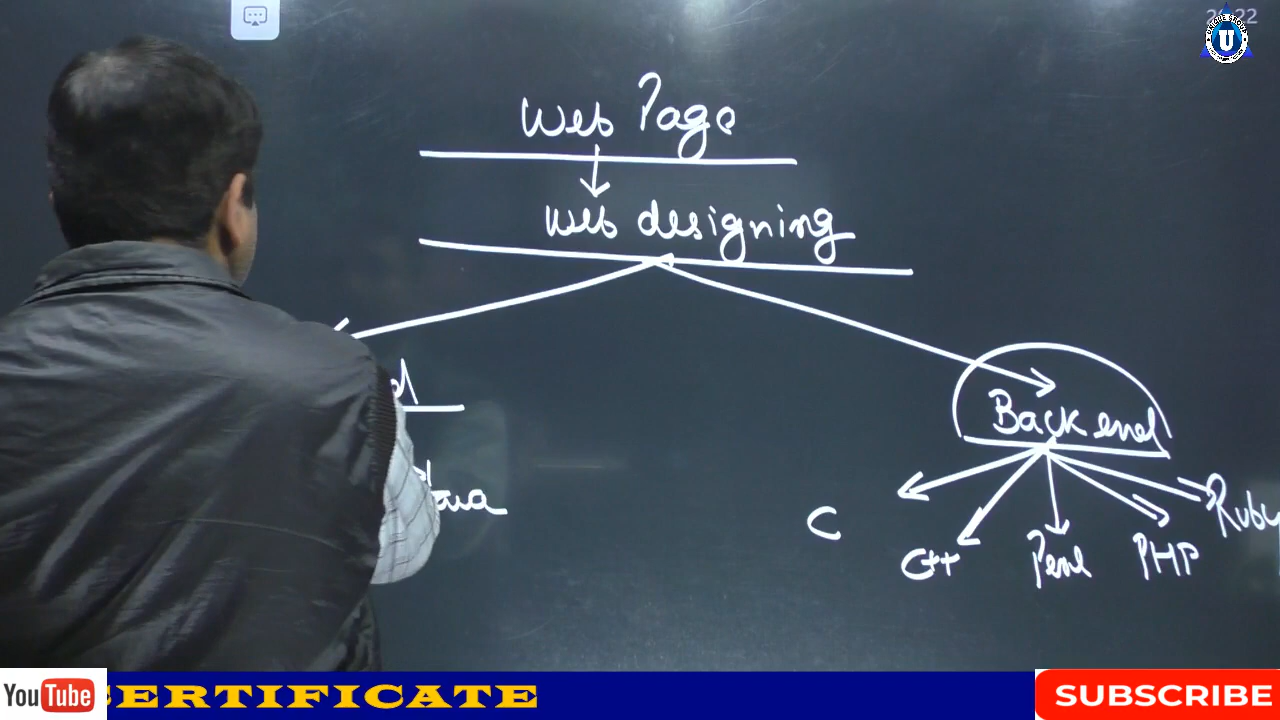 Web Page
Web designing
Back end
C
C++
Perl
PHP
Ruby
U
YouTube
ERTIFICATE
SUBSCRIBE